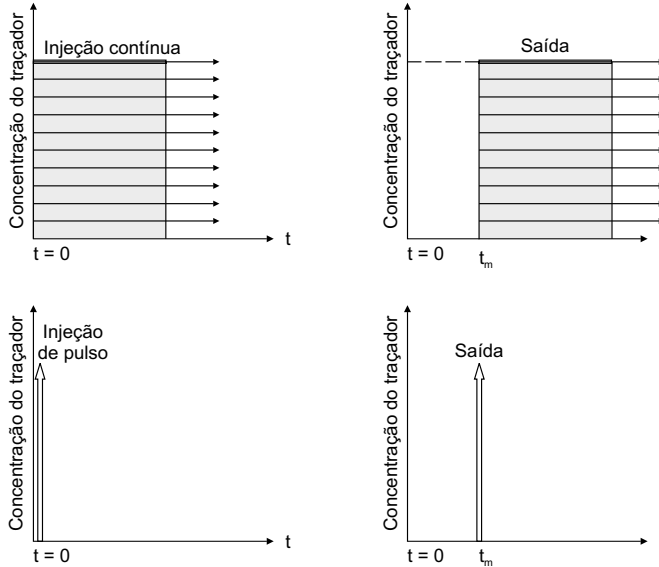 Concentração do traçador
Injeção contínua
t
t = 0
Concentração do traçador
Saída
t = 0
tm
Concentração do traçador
Injeção
de pulso
t
t = 0
Concentração do traçador
Saída
t = 0
tm